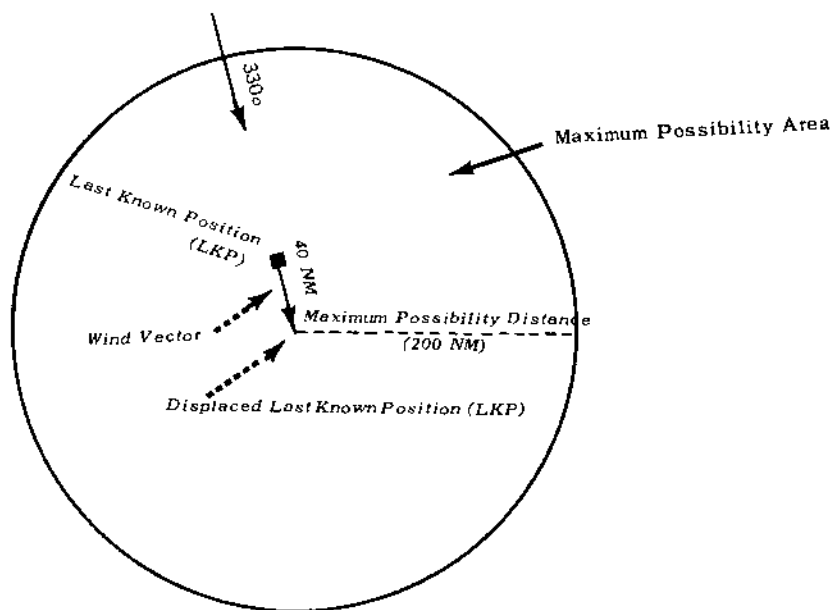 330°
Maximum Possibility Area
Last Known Position
(LKP)
40 NM
Maximum Possibility Distance
(200 NM)
Wind Vector
Displaced Last Known Position (LKP)